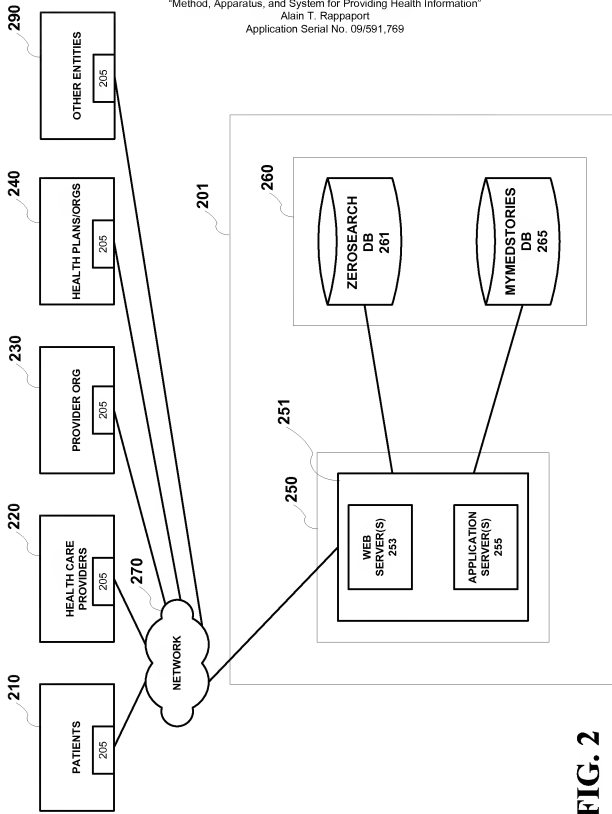 "Method, Apparatus, and System for Providing Health Information"
Alain T. Rappaport
Application Serial No. 09/591,769
210
PATIENTS
205
220
HEALTH CARE
PROVIDERS
205
230
PROVIDER ORG
205
240
HEALTH PLANS/ORGS
205
290
OTHER ENTITIES
205
270
NETWORK
201
250
251
WEB
SERVER(S)
253
APPLICATION
SERVER(S)
255
260
ZEROSEARCH
DB
261
MYMEDSTORIES
DB
265
FIG. 2